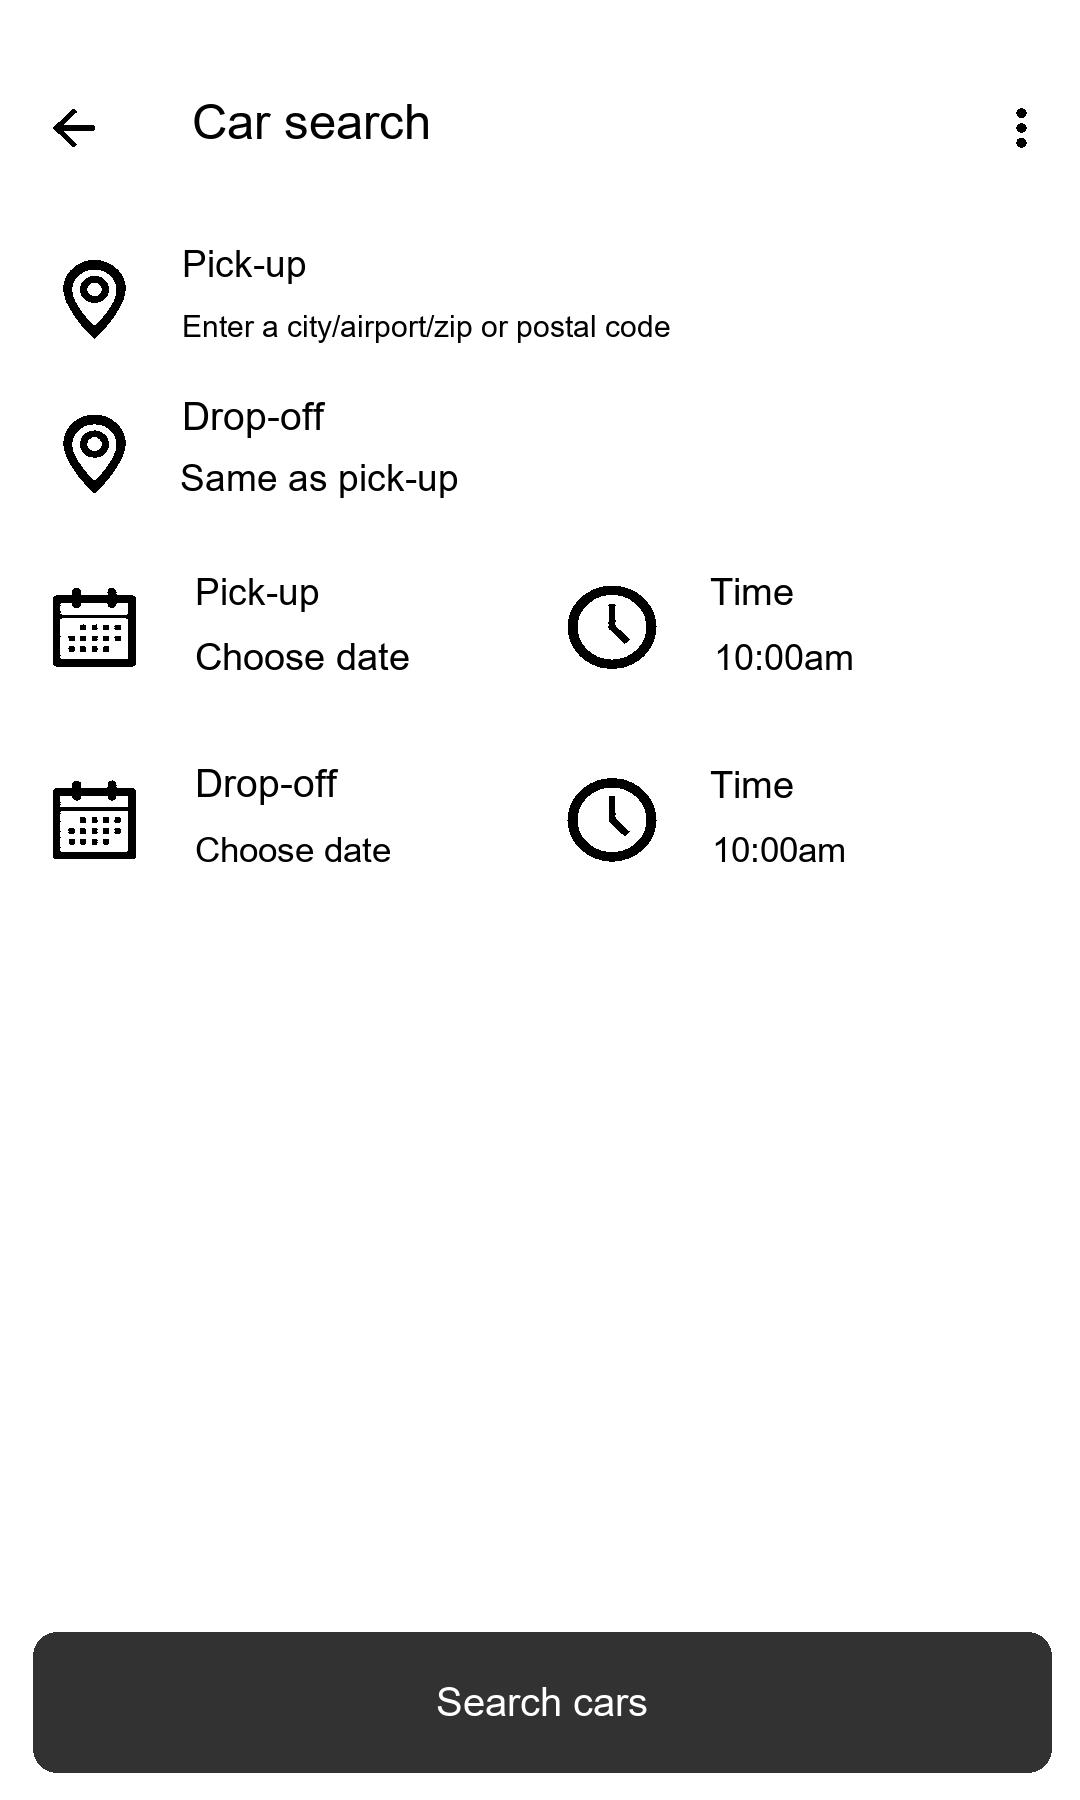 Car search
Pick-up
Enter a city/airport/zip or postal code
Drop-off
Same as pick-up
Pick-up
Time
Choose date
10:00am
Drop-off
Time
Choose date
10:00am
Search cars